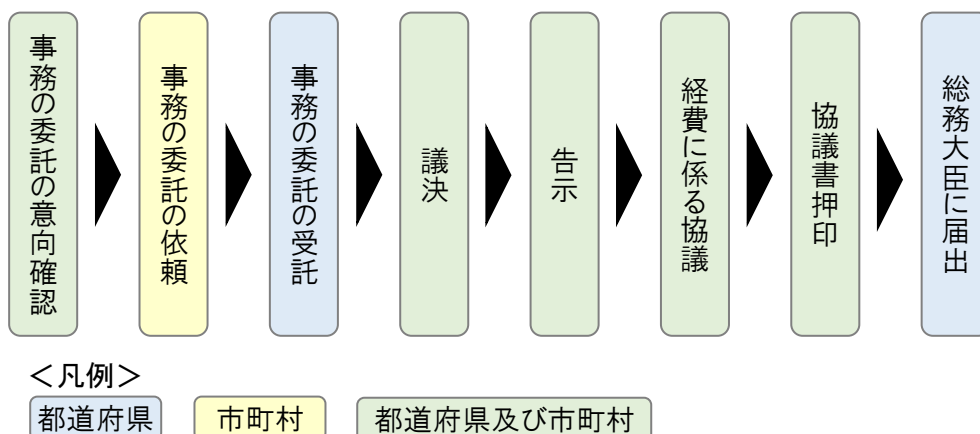 事務の委託の意向確認
事務の委託の依頼
事務の委託の受託
議決
告示
経費に係る協議
協議書押印
総務大臣に届出
＜凡例＞
都道府県
市町村
都道府県及び市町村